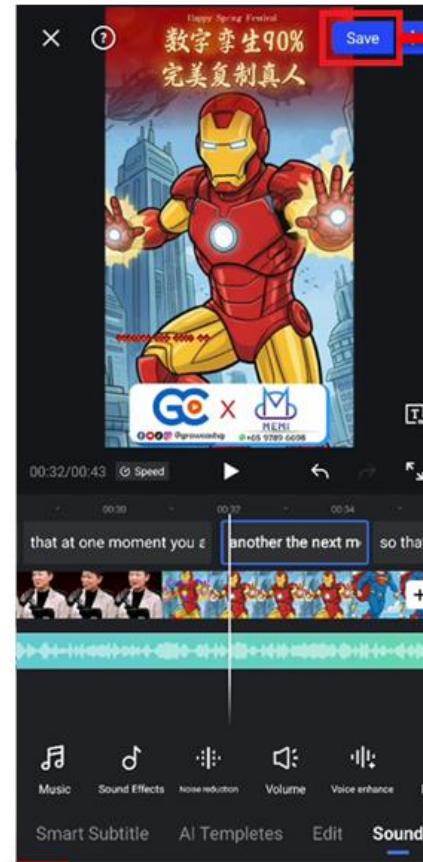 Happy Spring Festival
?
数字孪生90%
完美复制真人
Save
GC X MEMI
+65 9789 6698
00:32/00:43 Speed
00:30 00:32 00:34
that at one moment you a
another the next m
so tha
Music Sound Effects Noise reduction Volume Voice enhance
Smart Subtitle AI Templetes Edit Sound